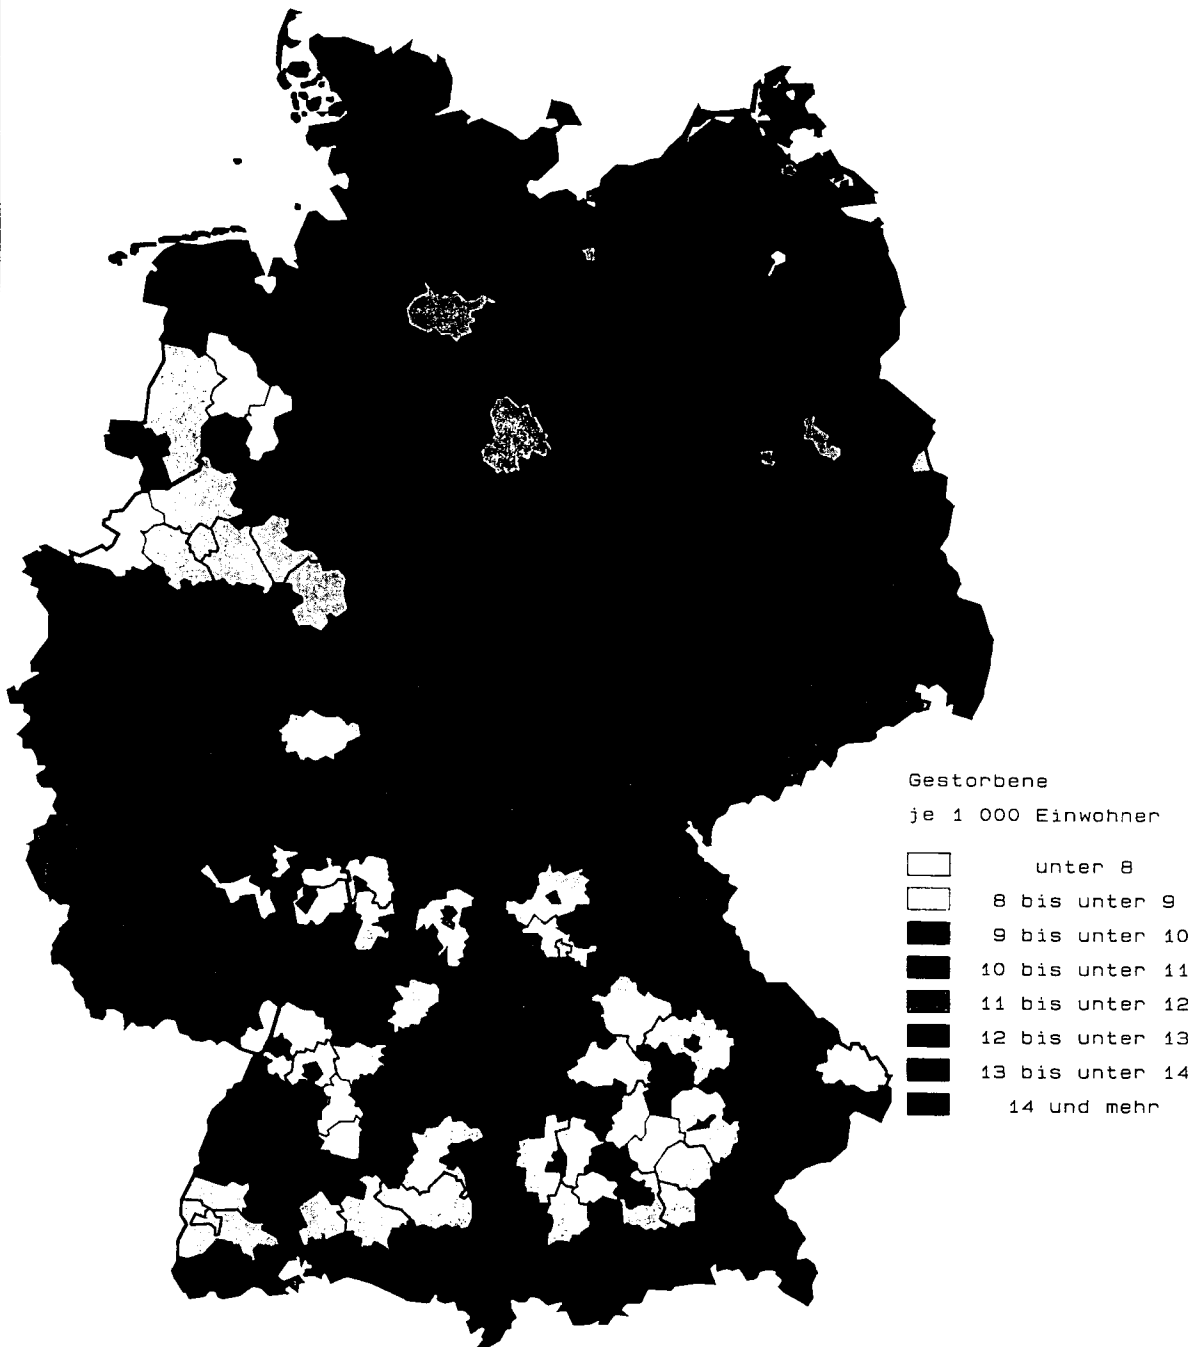 Gestorbene
je 1 000 Einwohner
unter 8
8 bis unter 9
9 bis unter 10
10 bis unter 11
11 bis unter 12
12 bis unter 13
13 bis unter 14
14 und mehr